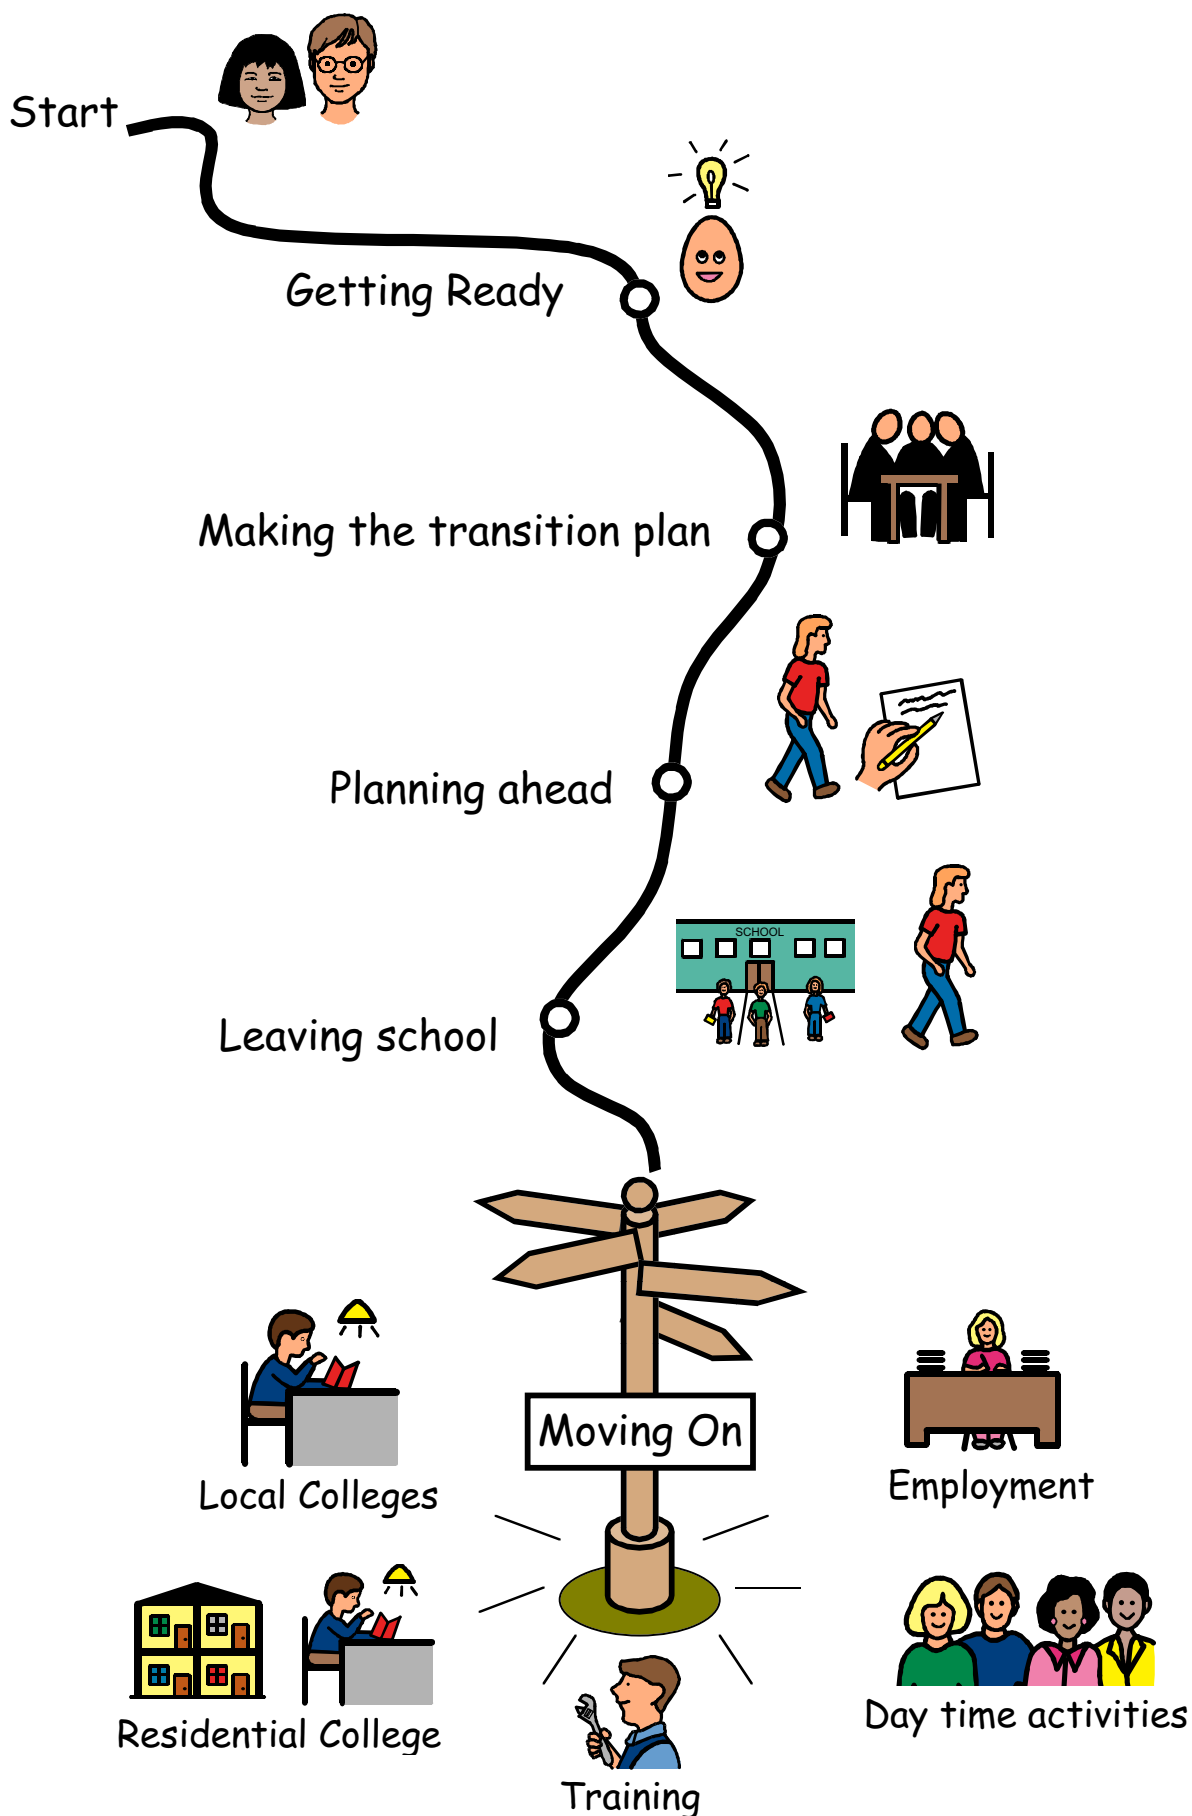 Start
Getting Ready
Making the transition plan
Planning ahead
SCHOOL
Leaving school
Moving On
Local Colleges
Employment
Residential College
Day time activities
Training